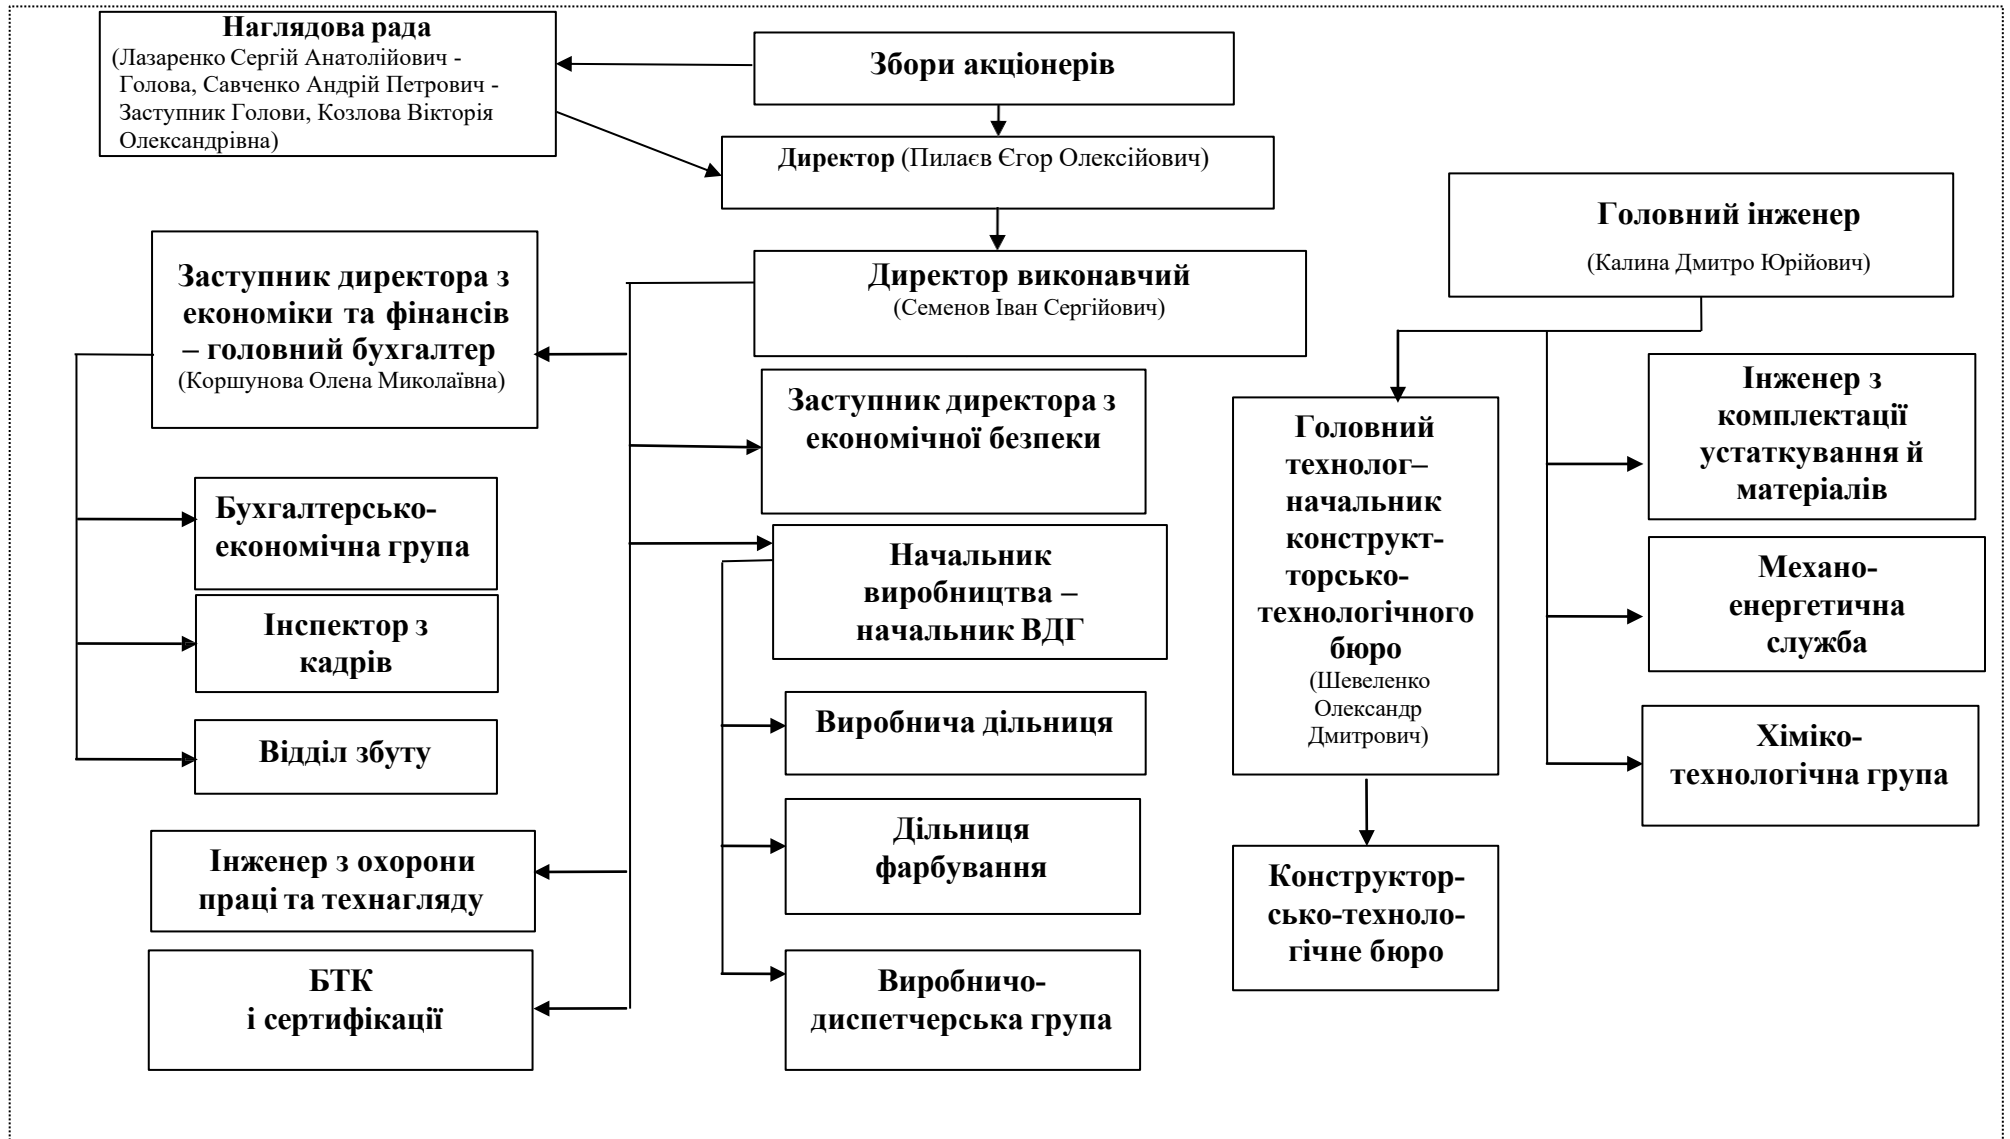 Наглядова рада
(Лазаренко Сергій Анатолійович -
Голова, Савченко Андрій Петрович -
Заступник Голови, Козлова Вікторія
Олександрівна)
Збори акціонерів
Директор (Пилаєв Єгор Олексійович)
Головний інженер
(Калина Дмитро Юрійович)
Директор виконавчий
(Семенов Іван Сергійович)
Заступник директора з
економіки та фінансів
– головний бухгалтер
(Коршунова Олена Миколаївна)
Заступник директора з
економічної безпеки
Головний
технолог–
начальник
конструкт-
торсько-
технологічного
бюро
(Шевеленко
Олександр
Дмитрович)
Інженер з
комплектації
устаткування й
матеріалів
Бухгалтерсько-
економічна група
Начальник
виробництва –
начальник ВДГ
Механо-
енергетична
служба
Інспектор з
кадрів
Виробнича дільниця
Хіміко-
технологічна група
Відділ збуту
Дільниця
фарбування
Інженер з охорони
праці та технагляду
Конструктор-
сько-техноло-
гічне бюро
БТК
і сертифікації
Виробничо-
диспетчерська група